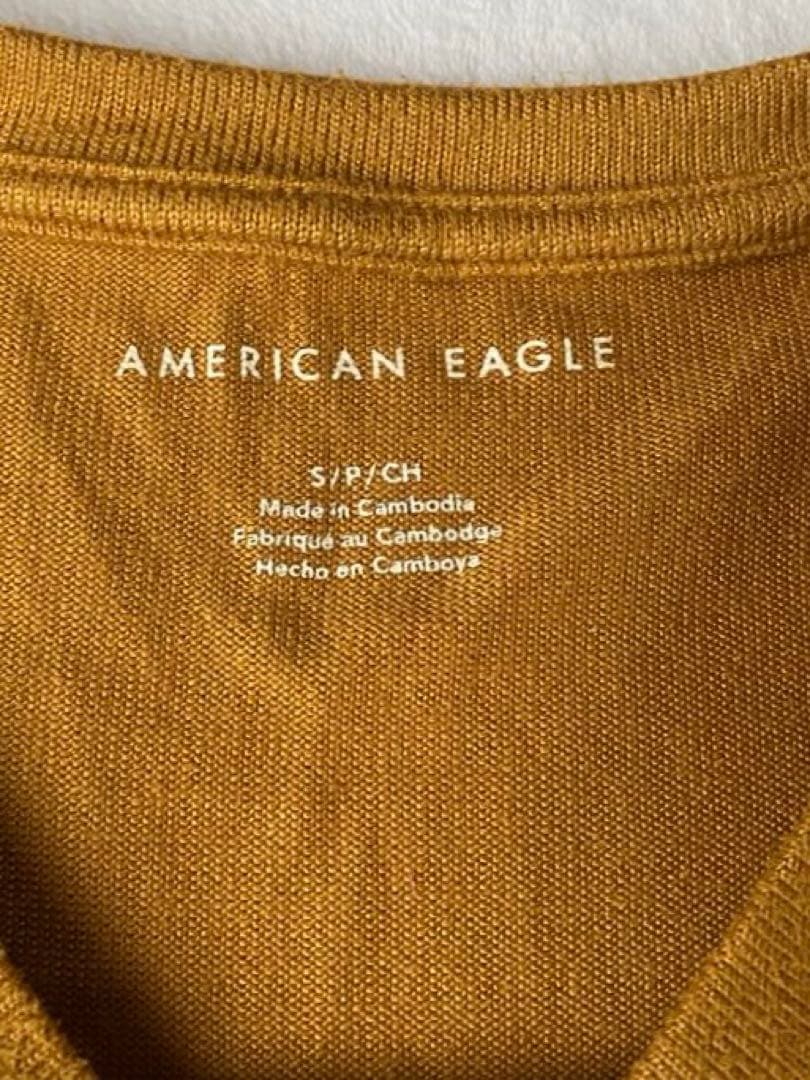 AMERICAN EAGLE
S/P/CH
Made in Cambodia
Fabriqué au Cambodge
Hecho en Camboya